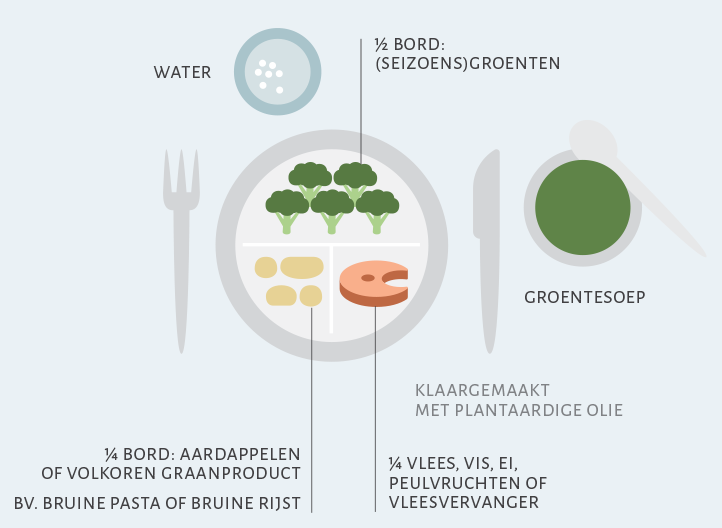 WATER
½ BORD:
(SEIZOENS)GROENTEN
GROENTESOEP
KLAARGEMAAKT
MET PLANTAARDIGE OLIE
¼ BORD: AARDAPPELEN
OF VOLKOREN GRAANPRODUCT
BV. BRUINE PASTA OF BRUINE RIJST
¼ VLEES, VIS, EI,
PEULVRUCHTEN OF
VLEESVERVANGER